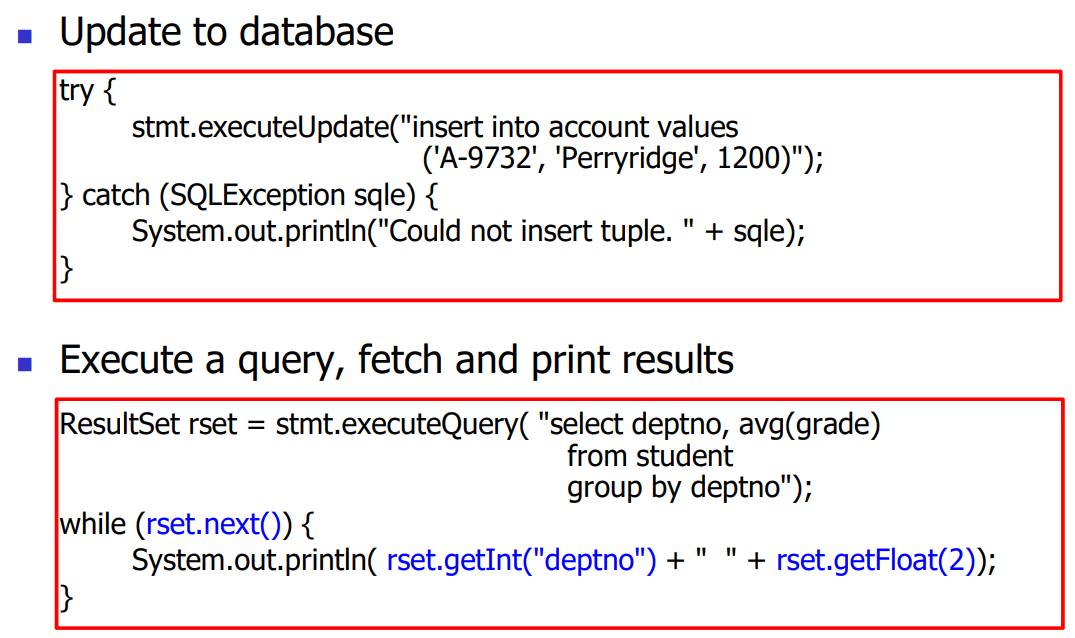 Update to database
try {
stmt.executeUpdate("insert into account values
('A-9732', 'Perryridge', 1200)");
} catch (SQLException sqle) {
System.out.println("Could not insert tuple. " + sqle);
}
Execute a query, fetch and print results
ResultSet rset = stmt.executeQuery( "select deptno, avg(grade)
from student
group by deptno");
while (rset.next()) {
System.out.println( rset.getInt("deptno") + "  " + rset.getFloat(2));
}